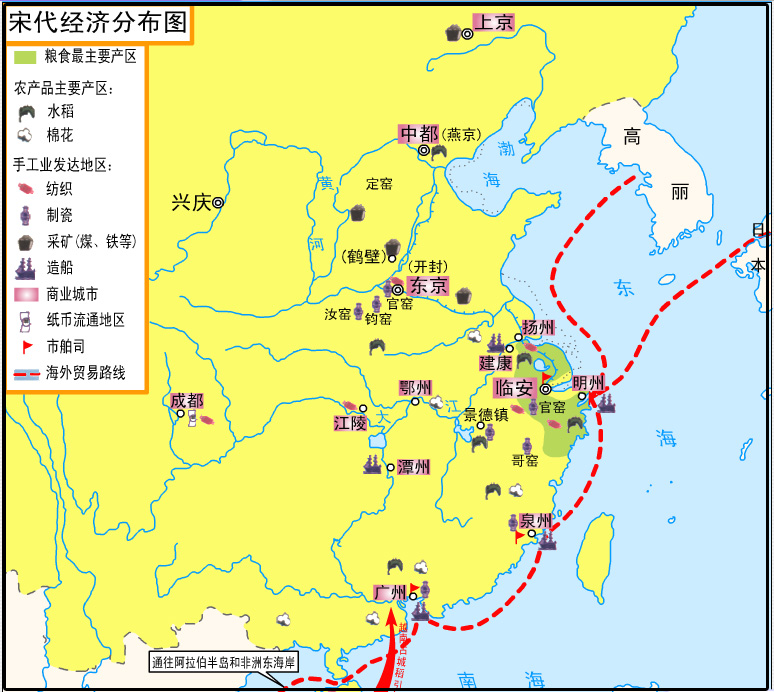 宋代经济分布图
粮食最主要产区
农产品主要产区:
水稻
棉花
手工业发达地区:
纺织
制瓷
采矿(煤、铁等)
造船
商业城市
纸币流通地区
市舶司
海外贸易路线
上京
中都(燕京)
高
丽
日
本
渤
海
黄
河
定窑
兴庆
(鹤壁)
(开封)
东京
官窑
汝窑
钧窑
东
海
扬州
建康
临安
明州
官窑
成都
鄂州
江陵
大
江
景德镇
哥窑
潭州
泉州
广州
越南占城稻引
通往阿拉伯半岛和非洲东海岸
南
海